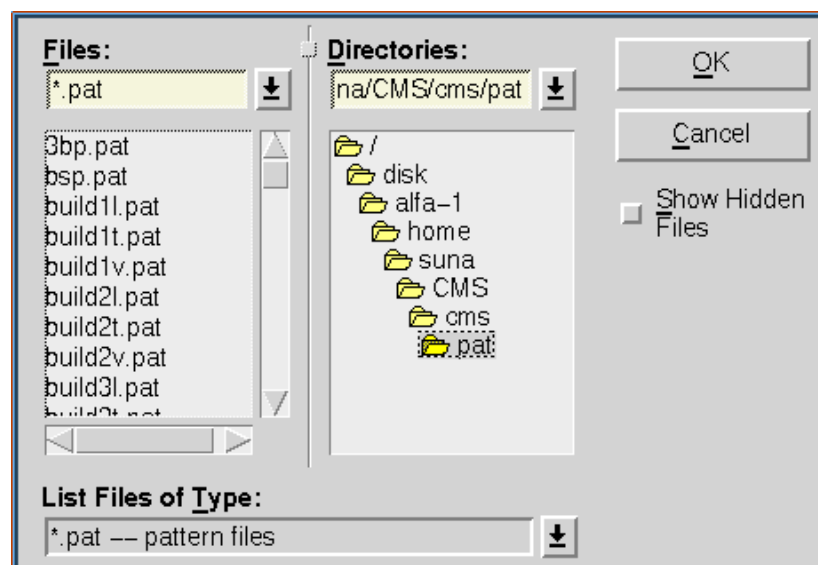 Files:
*.pat
3bp.pat
bsp.pat
build1l.pat
build1t.pat
build1v.pat
build2l.pat
build2t.pat
build2v.pat
build3l.pat
Directories:
na/CMS/cms/pat
/
disk
alfa-1
home
suna
CMS
cms
pat
OK
Cancel
Show Hidden
Files
List Files of Type:
*.pat -- pattern files